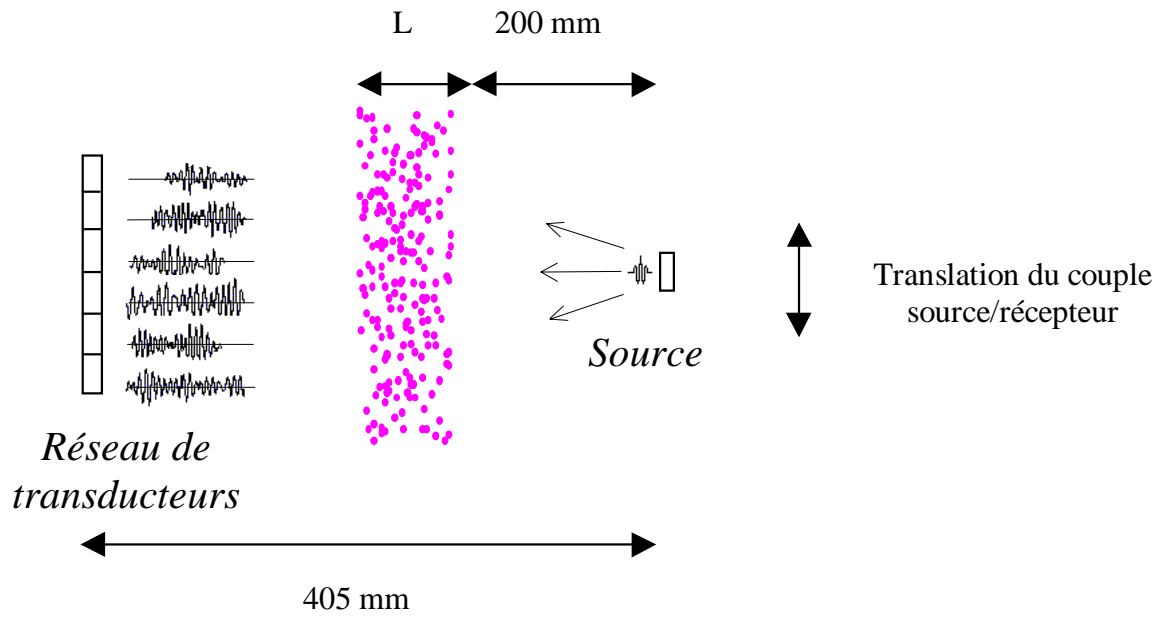 L
200 mm
Translation du couple
source/récepteur
Source
Réseau de
transducteurs
405 mm